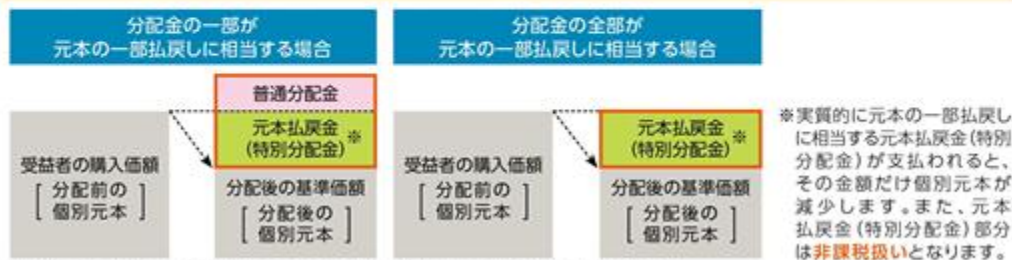 分配金の一部が
元本の一部払戻しに相当する場合
普通分配金
元本払戻金
(特別分配金) ※
受益者の購入価額
[ 分配前の
個別元本 ]
分配後の基準価額
[ 分配後の
個別元本 ]
分配金の全部が
元本の一部払戻しに相当する場合
元本払戻金
(特別分配金) ※
受益者の購入価額
[ 分配前の
個別元本 ]
分配後の基準価額
[ 分配後の
個別元本 ]
※実質的に元本の一部払戻し
に相当する元本払戻金(特別
分配金)が支払われると、
その金額だけ個別元本が
減少します。また、元本
払戻金(特別分配金)部分
は非課税扱いとなります。